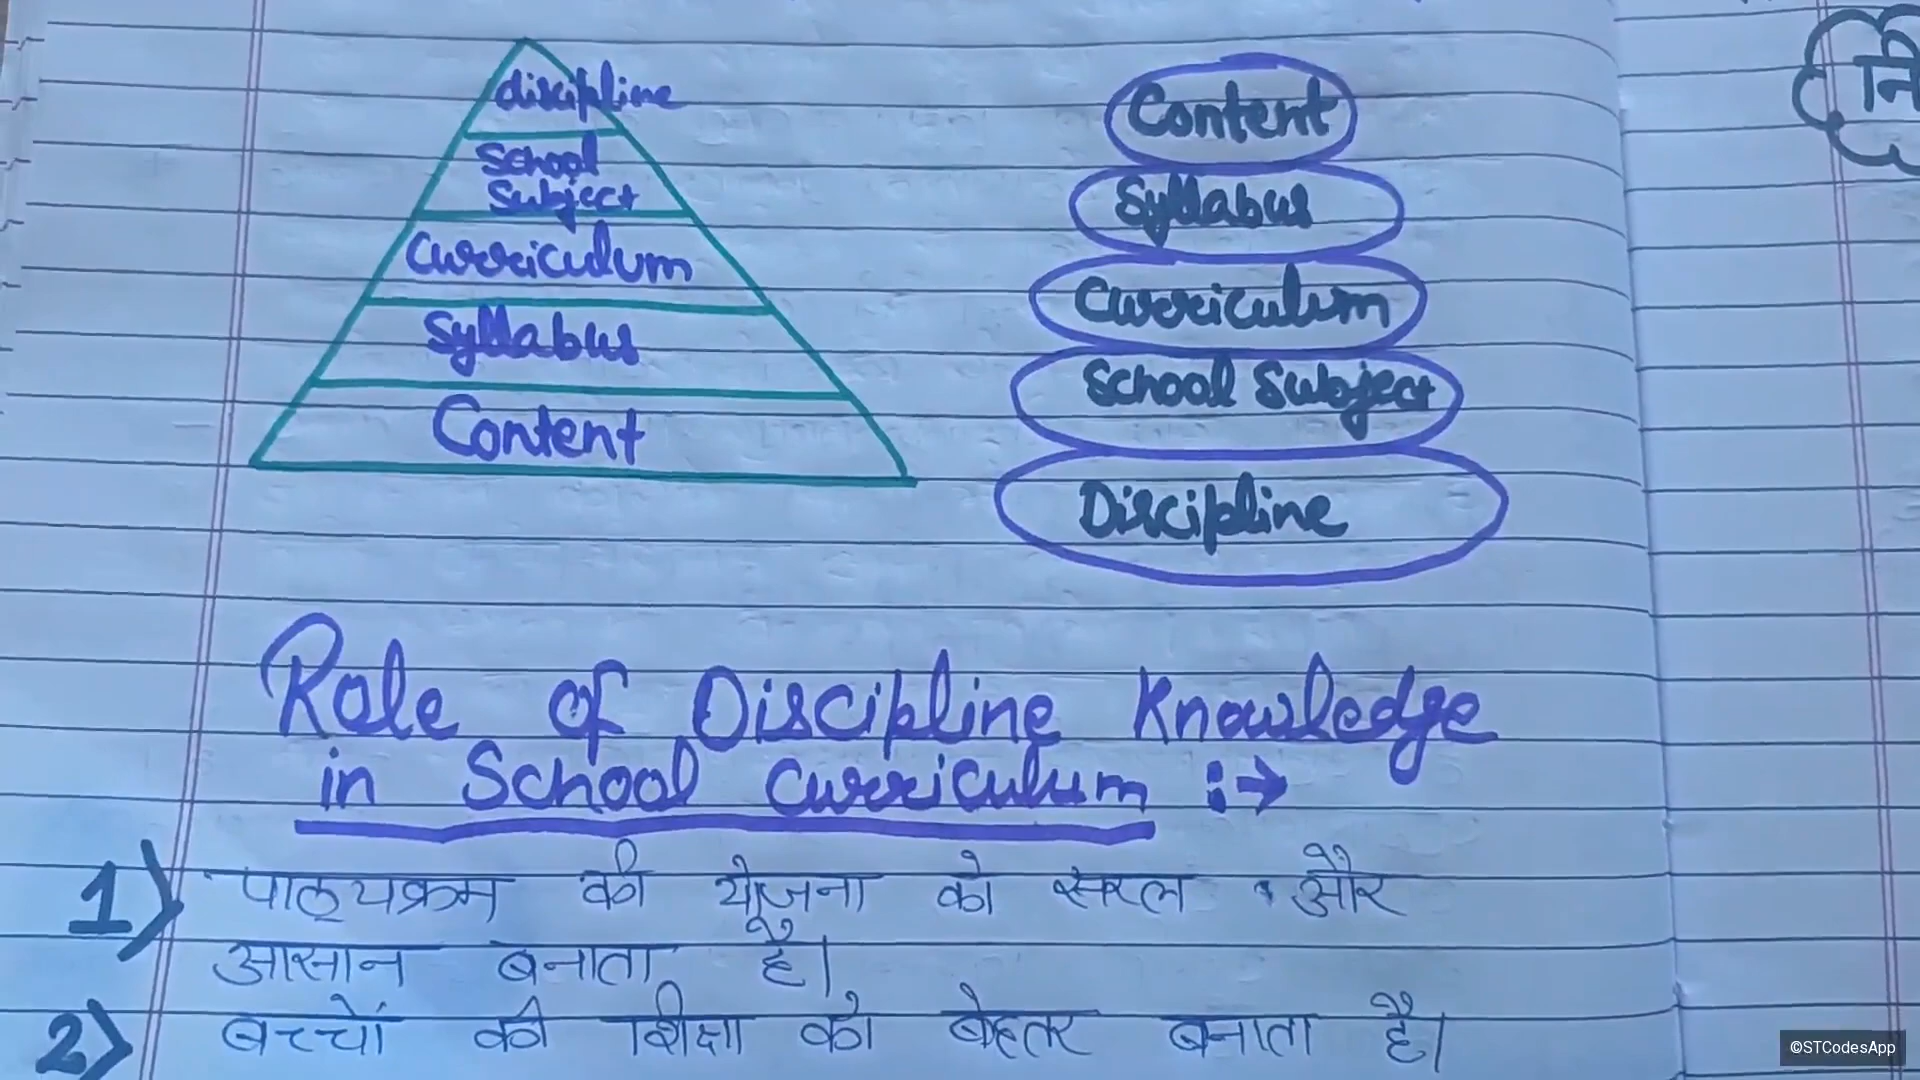 discipline
School
Subject
Curriculum
Syllabus
Content
Content
Syllabus
Curriculum
School Subject
Discipline
Role of Discipline Knowledge
in School Curriculum :→
1) पाठ्यक्रम की योजना को सरल और
आसान बनाता है।
2) बच्चों की शिक्षा को बेहतर बनाता है।
©STCodesApp